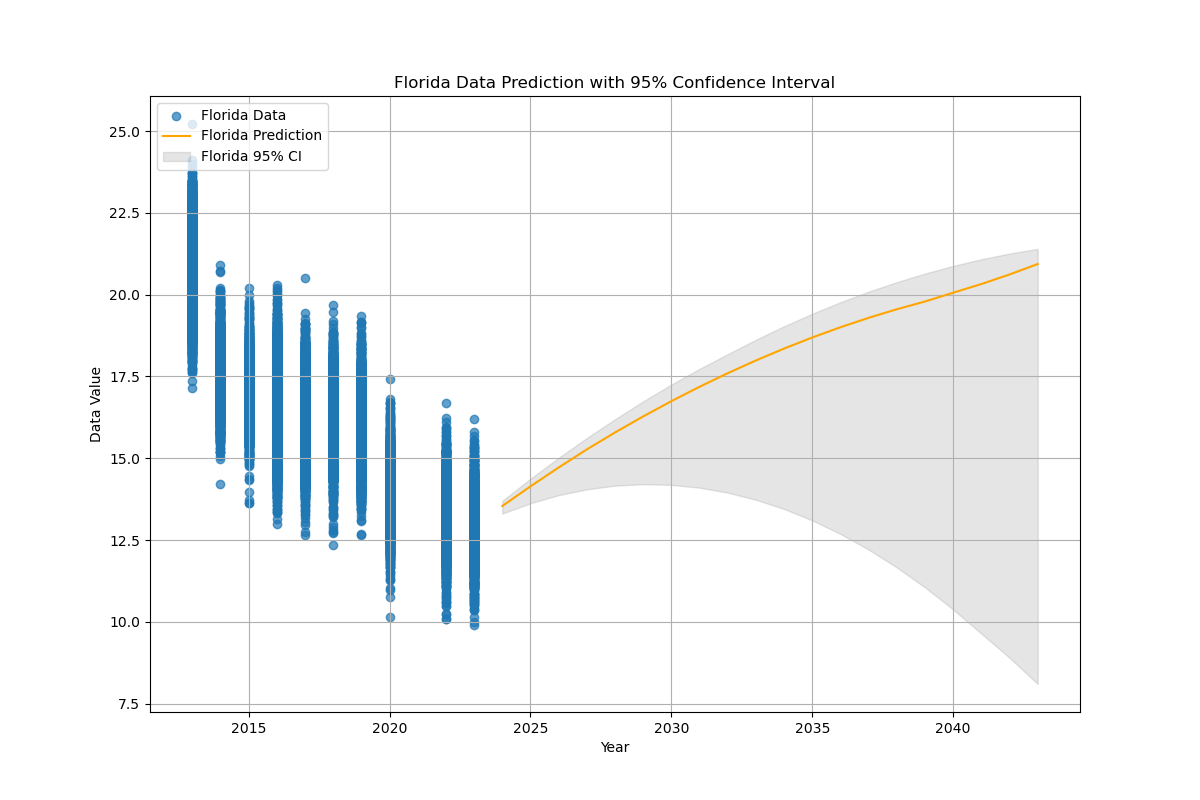 Florida Data Prediction with 95% Confidence Interval
Florida Data
Florida Prediction
Florida 95% CI
25.0
22.5
20.0
17.5
15.0
12.5
10.0
7.5
Data Value
2015
2020
2025
2030
2035
2040
Year